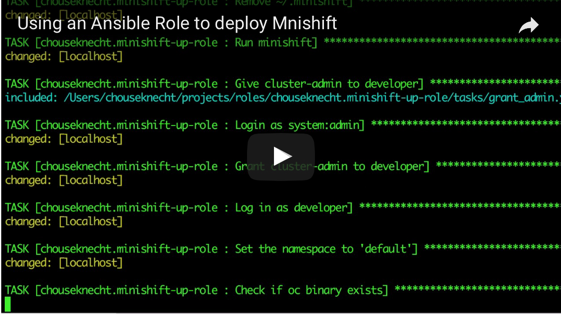 TASK [chouseknecht.minishift-up-role : Remove ~/.minishift]
Using an Ansible Role to deploy Mnishift
changed: [localhost]
TASK [chouseknecht.minishift-up-role : Run minishift] ****************************************
changed: [localhost]
TASK [chouseknecht.minishift-up-role : Give cluster-admin to developer] **********************
included: /Users/chouseknecht/projects/roles/chouseknecht.minishift-up-role/tasks/grant_admin.y
TASK [chouseknecht.minishift-up-role : Login as system:admin] ********************************
changed: [localhost]
TASK [chouseknecht.minishift-up-role : Grant cluster-admin to developer] *********************
changed: [localhost]
TASK [chouseknecht.minishift-up-role : Log in as developer] **********************************
changed: [localhost]
TASK [chouseknecht.minishift-up-role : Set the namespace to 'default'] ***********************
changed: [localhost]
TASK [chouseknecht.minishift-up-role : Check if oc binary exists] ****************************